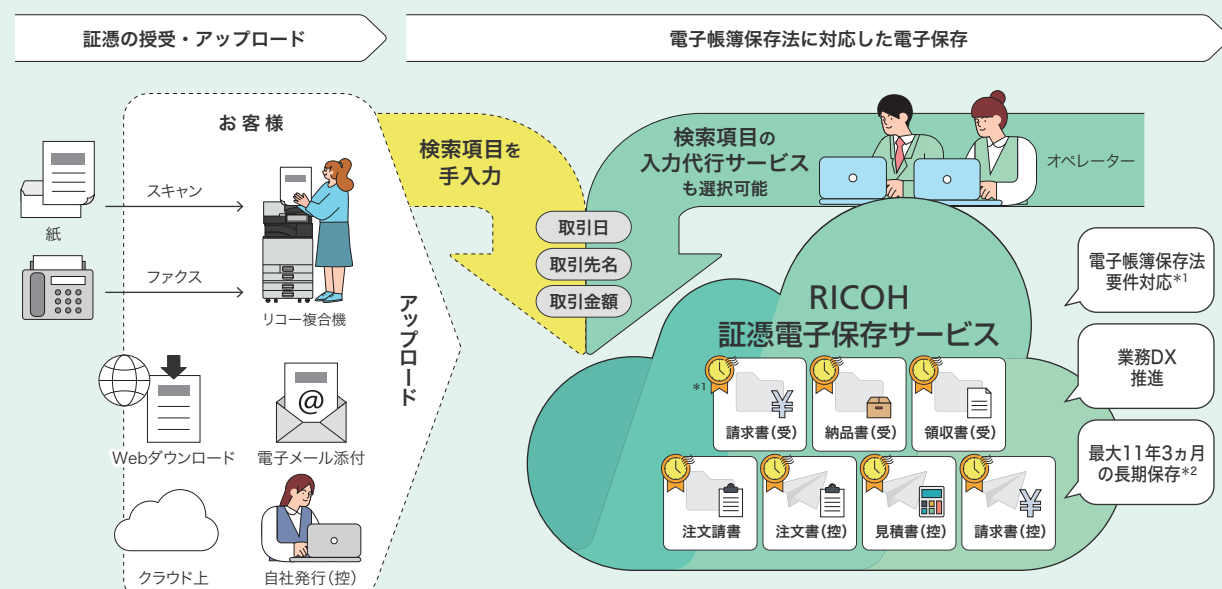 証憑の授受・アップロード
電子帳簿保存法に対応した電子保存
お客様
紙
スキャン
ファクス
リコー複合機
Webダウンロード
@
電子メール添付
クラウド上
自社発行(控)
アップロード
検索項目を
手入力
検索項目の
入力代行サービス
も選択可能
オペレーター
取引日
取引先名
取引金額
RICOH
証憑電子保存サービス
*1
¥
請求書(受)
納品書(受)
領収書(受)
注文請書
注文書(控)
見積書(控)
¥
請求書(控)
電子帳簿保存法
要件対応*1
業務DX
推進
最大11年3ヵ月
の長期保存*2